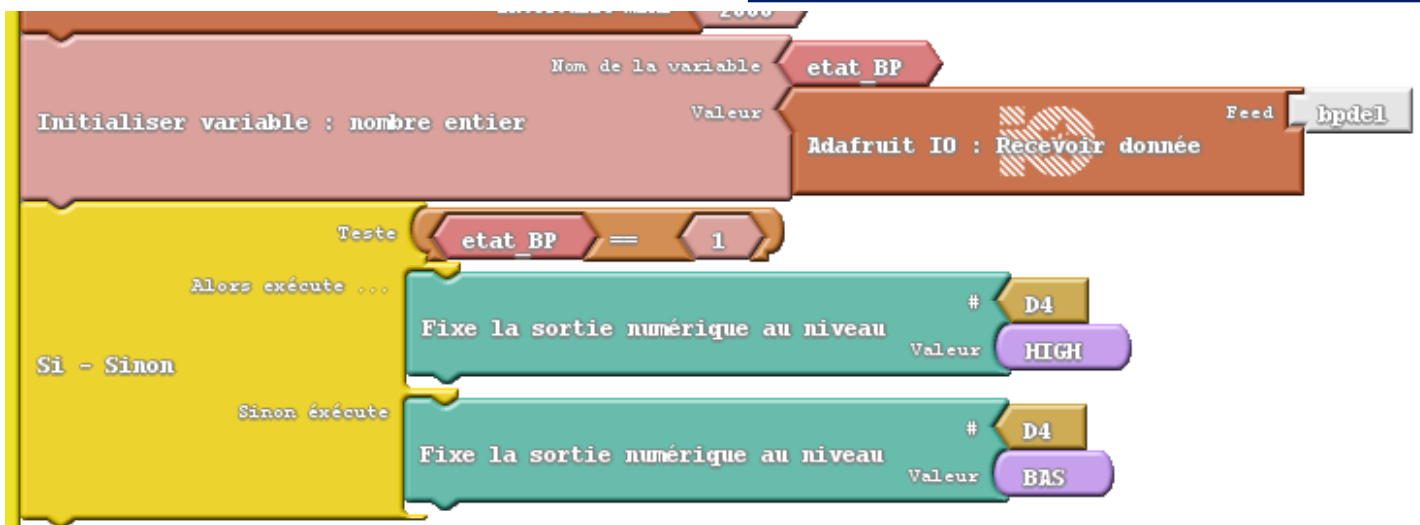 2000
Nom de la variable etat_BP
Valeur
Feed bpdel
Initialiser variable : nombre entier
Adafruit IO : Recevoir donnée
Teste etat_BP == 1
Alors exécute ...
# D4
Fixe la sortie numérique au niveau
Valeur HIGH
Si - Sinon
Sinon éxécute
# D4
Fixe la sortie numérique au niveau
Valeur BAS